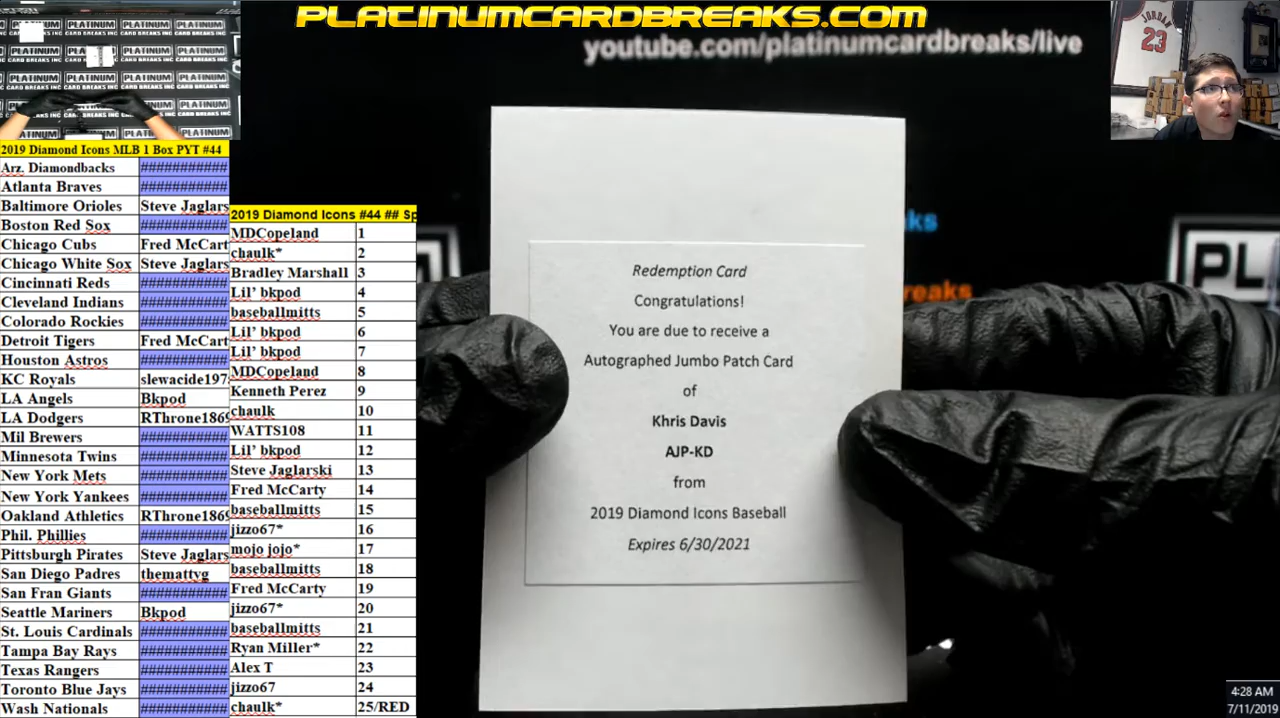 PLATINUMCARDBREAKS.COM
youtube.com/platinumcardbreaks/live
JORDAN
23
PLATINUM
CARD BREAKS INC
2019 Diamond Icons MLB 1 Box PYT #44
Arz. Diamondbacks ###########
Atlanta Braves ###########
Baltimore Orioles Steve Jaglars
Boston Red Sox ###########
Chicago Cubs Fred McCart
Chicago White Sox Steve Jaglars
Cincinnati Reds ###########
Cleveland Indians ###########
Colorado Rockies ###########
Detroit Tigers Fred McCart
Houston Astros ###########
KC Royals slewacide197
LA Angels Bkpod
LA Dodgers RThrone1869
Mil Brewers ###########
Minnesota Twins ###########
New York Mets ###########
New York Yankees ###########
Oakland Athletics RThrone1869
Phil. Phillies ###########
Pittsburgh Pirates Steve Jaglars
San Diego Padres themattyg
San Fran Giants ###########
Seattle Mariners Bkpod
St. Louis Cardinals ###########
Tampa Bay Rays ###########
Texas Rangers ###########
Toronto Blue Jays ###########
Wash Nationals ###########
2019 Diamond Icons #44 ## Sp
MDCopeland 1
chaulk* 2
Bradley Marshall 3
Lil' bkpod 4
baseballmitts 5
Lil' bkpod 6
Lil' bkpod 7
MDCopeland 8
Kenneth Perez 9
chaulk 10
WATTS108 11
Lil' bkpod 12
Steve Jaglarski 13
Fred McCarty 14
baseballmitts 15
jizzo67* 16
mojo jojo* 17
baseballmitts 18
Fred McCarty 19
jizzo67* 20
baseballmitts 21
Ryan Miller* 22
Alex T 23
jizzo67 24
chaulk* 25/RED
Redemption Card
Congratulations!
You are due to receive a
Autographed Jumbo Patch Card
of
Khris Davis
AJP-KD
from
2019 Diamond Icons Baseball
Expires 6/30/2021
aks
breaks
PL
4:28 AM
7/11/2019